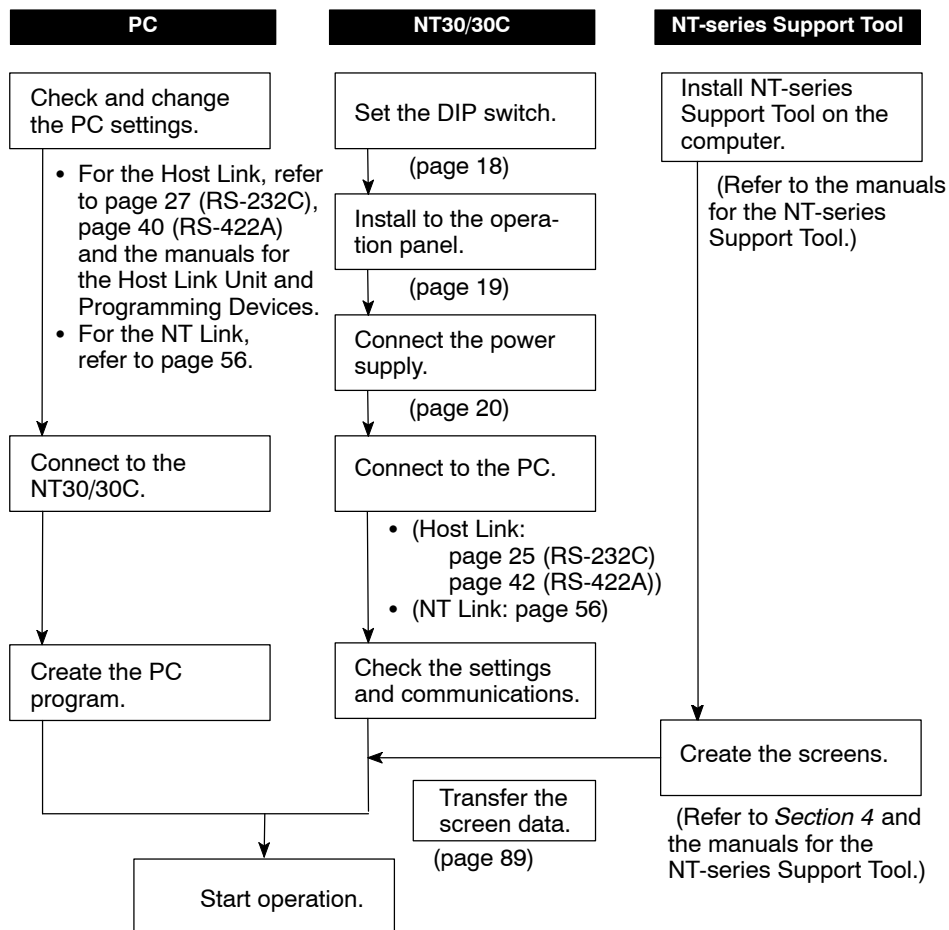 PC
NT30/30C
NT-series Support Tool
Check and change
the PC settings.
• For the Host Link, refer
to page 27 (RS-232C),
page 40 (RS-422A)
and the manuals for
the Host Link Unit and
Programming Devices.
• For the NT Link,
refer to page 56.
Connect to the
NT30/30C.
Create the PC
program.
Set the DIP switch.
(page 18)
Install to the opera-
tion panel.
(page 19)
Connect the power
supply.
(page 20)
Connect to the PC.
• (Host Link:
page 25 (RS-232C)
page 42 (RS-422A))
• (NT Link: page 56)
Check the settings
and communications.
Install NT-series
Support Tool on the
computer.
(Refer to the manuals
for the NT-series
Support Tool.)
Create the screens.
(Refer to Section 4 and
the manuals for the
NT-series Support Tool.)
Transfer the
screen data.
(page 89)
Start operation.